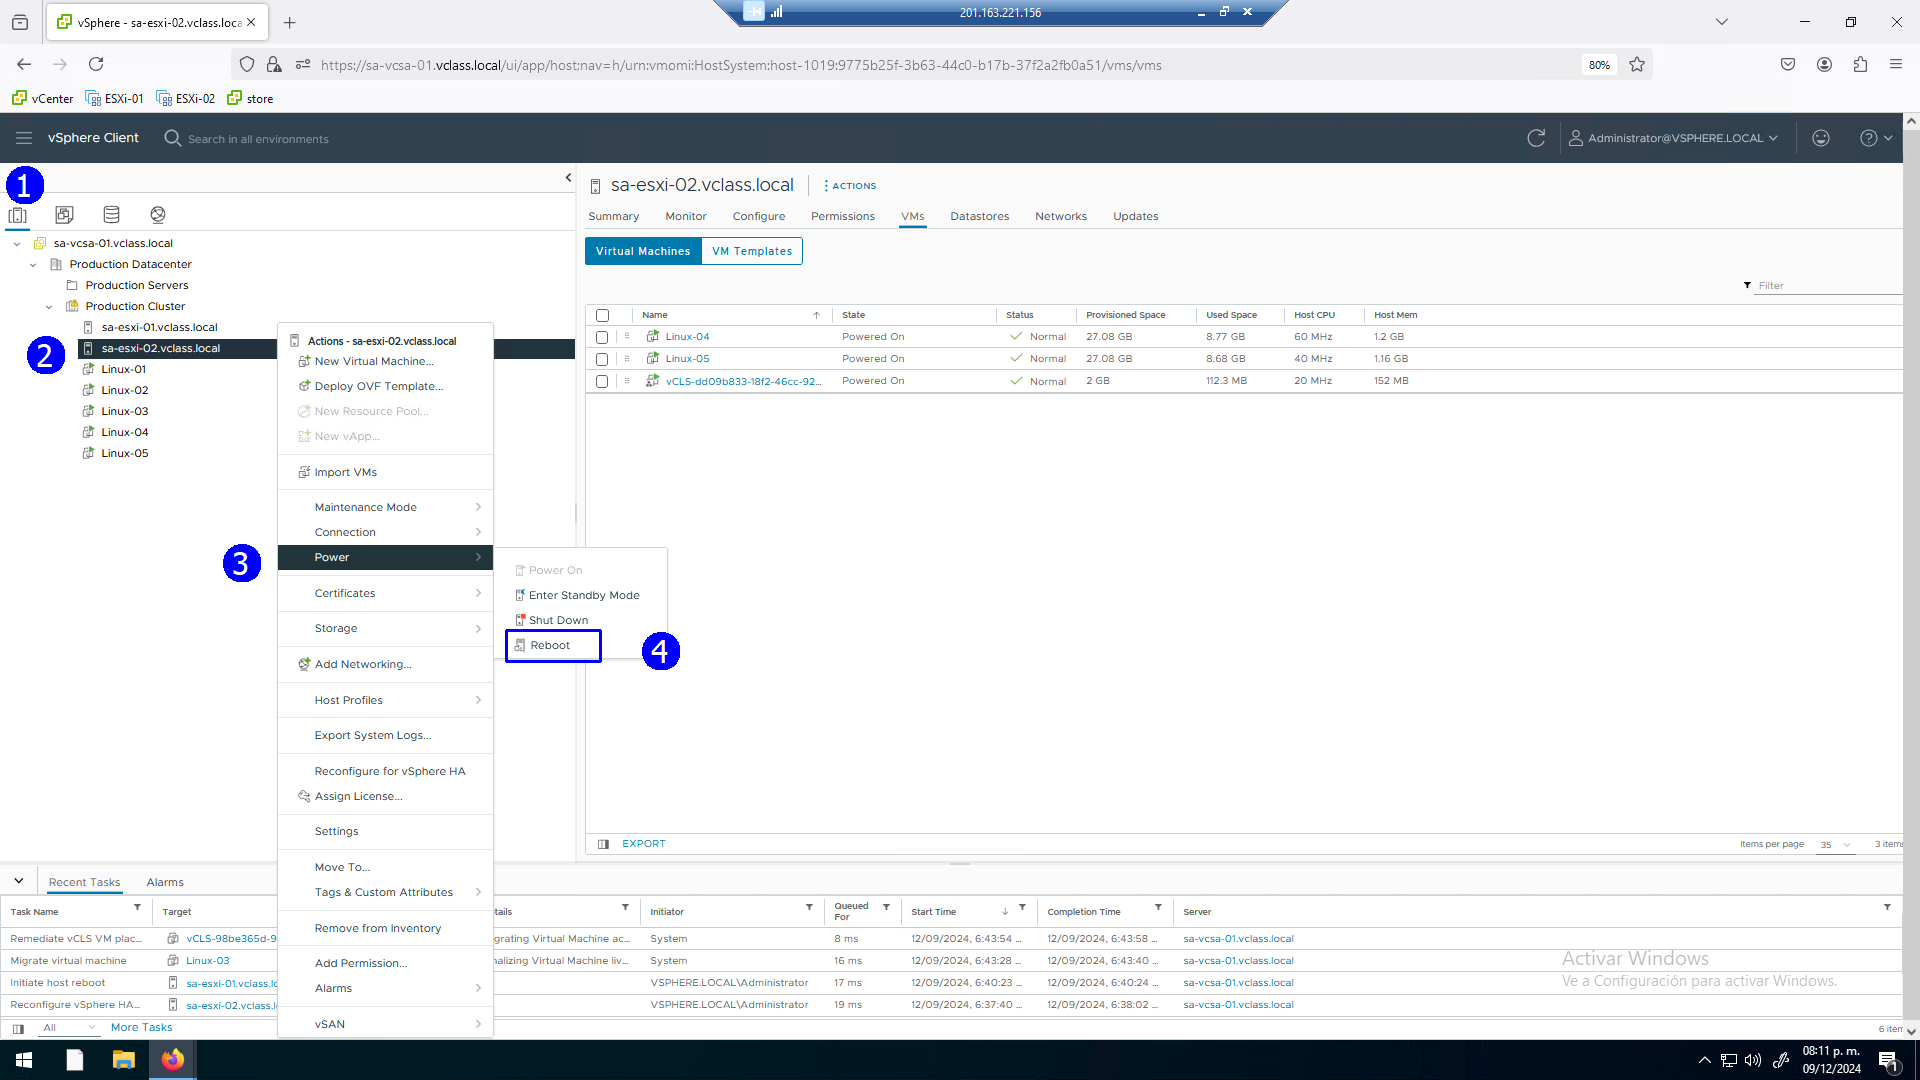 vSphere - sa-esxi-02.vclass.loca
201.163.221.156
https://sa-vcsa-01.vclass.local/ui/app/host;nav=h/urn:vmomi:HostSystem:host-1019:9775b25f-3b63-44c0-b17b-37f2a2fb0a51/vms/vms
80%
vCenter
ESXi-01
ESXi-02
store
vSphere Client
Search in all environments
Administrator@VSPHERE.LOCAL
1
sa-vcsa-01.vclass.local
Production Datacenter
Production Servers
Production Cluster
sa-esxi-01.vclass.local
2
sa-esxi-02.vclass.local
Linux-01
Linux-02
Linux-03
Linux-04
Linux-05
Actions - sa-esxi-02.vclass.local
New Virtual Machine...
Deploy OVF Template...
New Resource Pool...
New vApp...
Import VMs
Maintenance Mode
Connection
3
Power
Certificates
Storage
Add Networking...
Host Profiles
Export System Logs...
Reconfigure for vSphere HA
Assign License...
Settings
Move To...
Tags & Custom Attributes
Remove from Inventory
Add Permission...
Alarms
vSAN
Power On
Enter Standby Mode
Shut Down
Reboot
4
sa-esxi-02.vclass.local
ACTIONS
Summary Monitor Configure Permissions VMs Datastores Networks Updates
Virtual Machines VM Templates
Filter
Name State Status Provisioned Space Used Space Host CPU Host Mem
Linux-04 Powered On Normal 27.08 GB 8.77 GB 60 MHz 1.2 GB
Linux-05 Powered On Normal 27.08 GB 8.68 GB 40 MHz 1.16 GB
vCLS-dd09b833-18f2-46cc-92... Powered On Normal 2 GB 112.3 MB 20 MHz 152 MB
EXPORT
Items per page 35 3 items
Recent Tasks Alarms
Task Name Target tails Initiator Queued For Start Time Completion Time Server
Remediate vCLS VM plac... vCLS-98be365d-9 grating Virtual Machine ac... System 8 ms 12/09/2024, 6:43:54 ... 12/09/2024, 6:43:58 ... sa-vcsa-01.vclass.local
Migrate virtual machine Linux-03 nalizing Virtual Machine liv... System 16 ms 12/09/2024, 6:43:28 ... 12/09/2024, 6:43:40 ... sa-vcsa-01.vclass.local
Initiate host reboot sa-esxi-01.vclass.lo VSPHERE.LOCAL\Administrator 17 ms 12/09/2024, 6:40:23 ... 12/09/2024, 6:40:24 ... sa-vcsa-01.vclass.local
Reconfigure vSphere HA... sa-esxi-02.vclass.l VSPHERE.LOCAL\Administrator 19 ms 12/09/2024, 6:37:40 ... 12/09/2024, 6:38:02 ... sa-vcsa-01.vclass.local
All More Tasks
6 item
Activar Windows
Ve a Configuración para activar Windows.
08:11 p. m.
09/12/2024
1